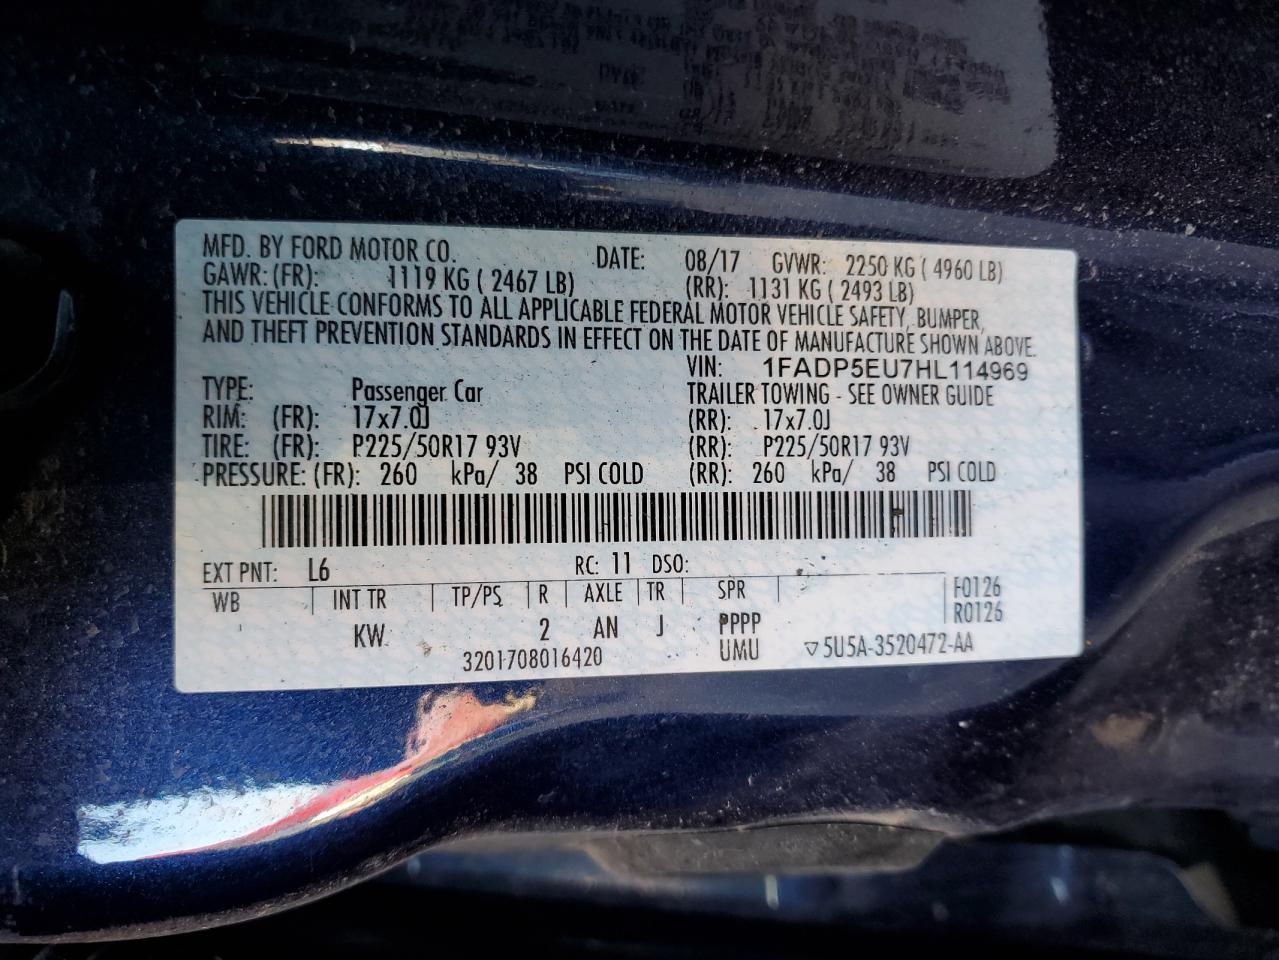 MFD. BY FORD MOTOR CO. DATE: 08/17 GVWR: 2250 KG ( 4960 LB)
GAWR: (FR): 1119 KG ( 2467 LB) (RR): 1131 KG ( 2493 LB)
THIS VEHICLE CONFORMS TO ALL APPLICABLE FEDERAL MOTOR VEHICLE SAFETY, BUMPER,
AND THEFT PREVENTION STANDARDS IN EFFECT ON THE DATE OF MANUFACTURE SHOWN ABOVE.
VIN: 1FADP5EU7HL114969
TYPE: Passenger Car TRAILER TOWING - SEE OWNER GUIDE
RIM: (FR): 17x7.0J (RR): 17x7.0J
TIRE: (FR): P225/50R17 93V (RR): P225/50R17 93V
PRESSURE: (FR): 260 kPa/ 38 PSI COLD (RR): 260 kPa/ 38 PSI COLD
EXT PNT: L6 RC: 11 DSO:
WB INT TR TP/PS R AXLE TR SPR F0126
KW 2 AN J PPPP R0126
3201708016420 UMU ▽5U5A-3520472-AA